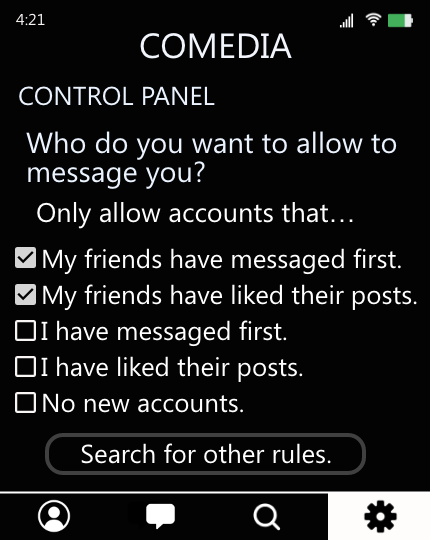 4:21
COMEDIA
CONTROL PANEL
Who do you want to allow to
message you?
Only allow accounts that...
My friends have messaged first.
My friends have liked their posts.
I have messaged first.
I have liked their posts.
No new accounts.
Search for other rules.